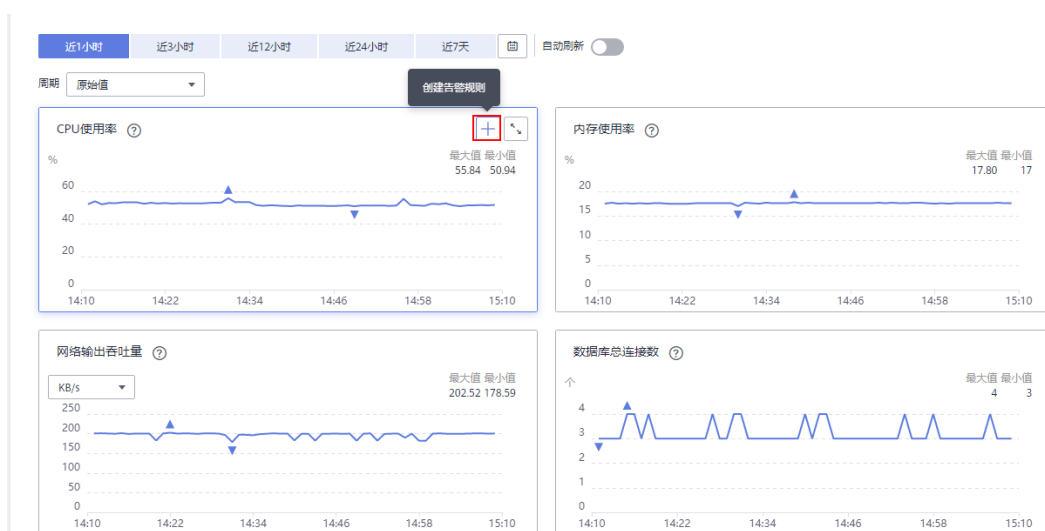 近1小时 近3小时 近12小时 近24小时 近7天 自动刷新
周期 原始值
创建告警规则
CPU使用率 ?
%
最大值 最小值
55.84 50.94
60
40
20
0
14:10 14:22 14:34 14:46 14:58 15:10
内存使用率 ?
%
最大值 最小值
17.80 17
20
15
10
5
0
14:10 14:22 14:34 14:46 14:58 15:10
网络输出吞吐量 ?
KB/s
最大值 最小值
202.52 178.59
250
200
150
100
50
0
14:10 14:22 14:34 14:46 14:58 15:10
数据库总连接数 ?
个
最大值 最小值
4 3
4
3
2
1
0
14:10 14:22 14:34 14:46 14:58 15:10